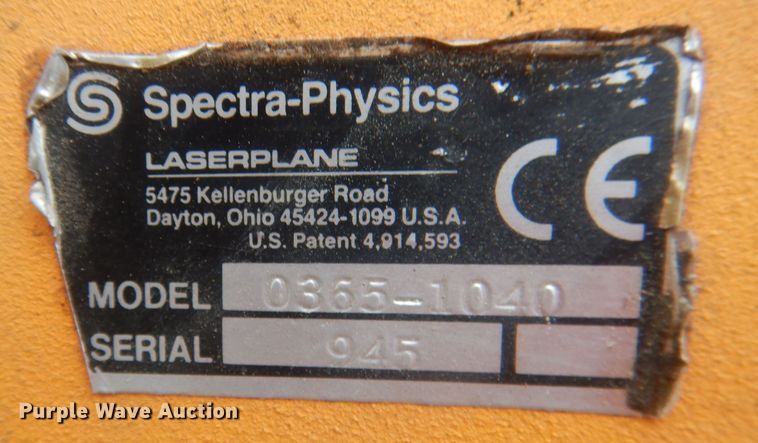 Spectra-Physics
LASERPLANE
5475 Kellenburger Road
Dayton, Ohio 45424-1099 U.S.A.
U.S. Patent 4,914,593
CE
MODEL 0365-1040
SERIAL 945
Purple Wave Auction